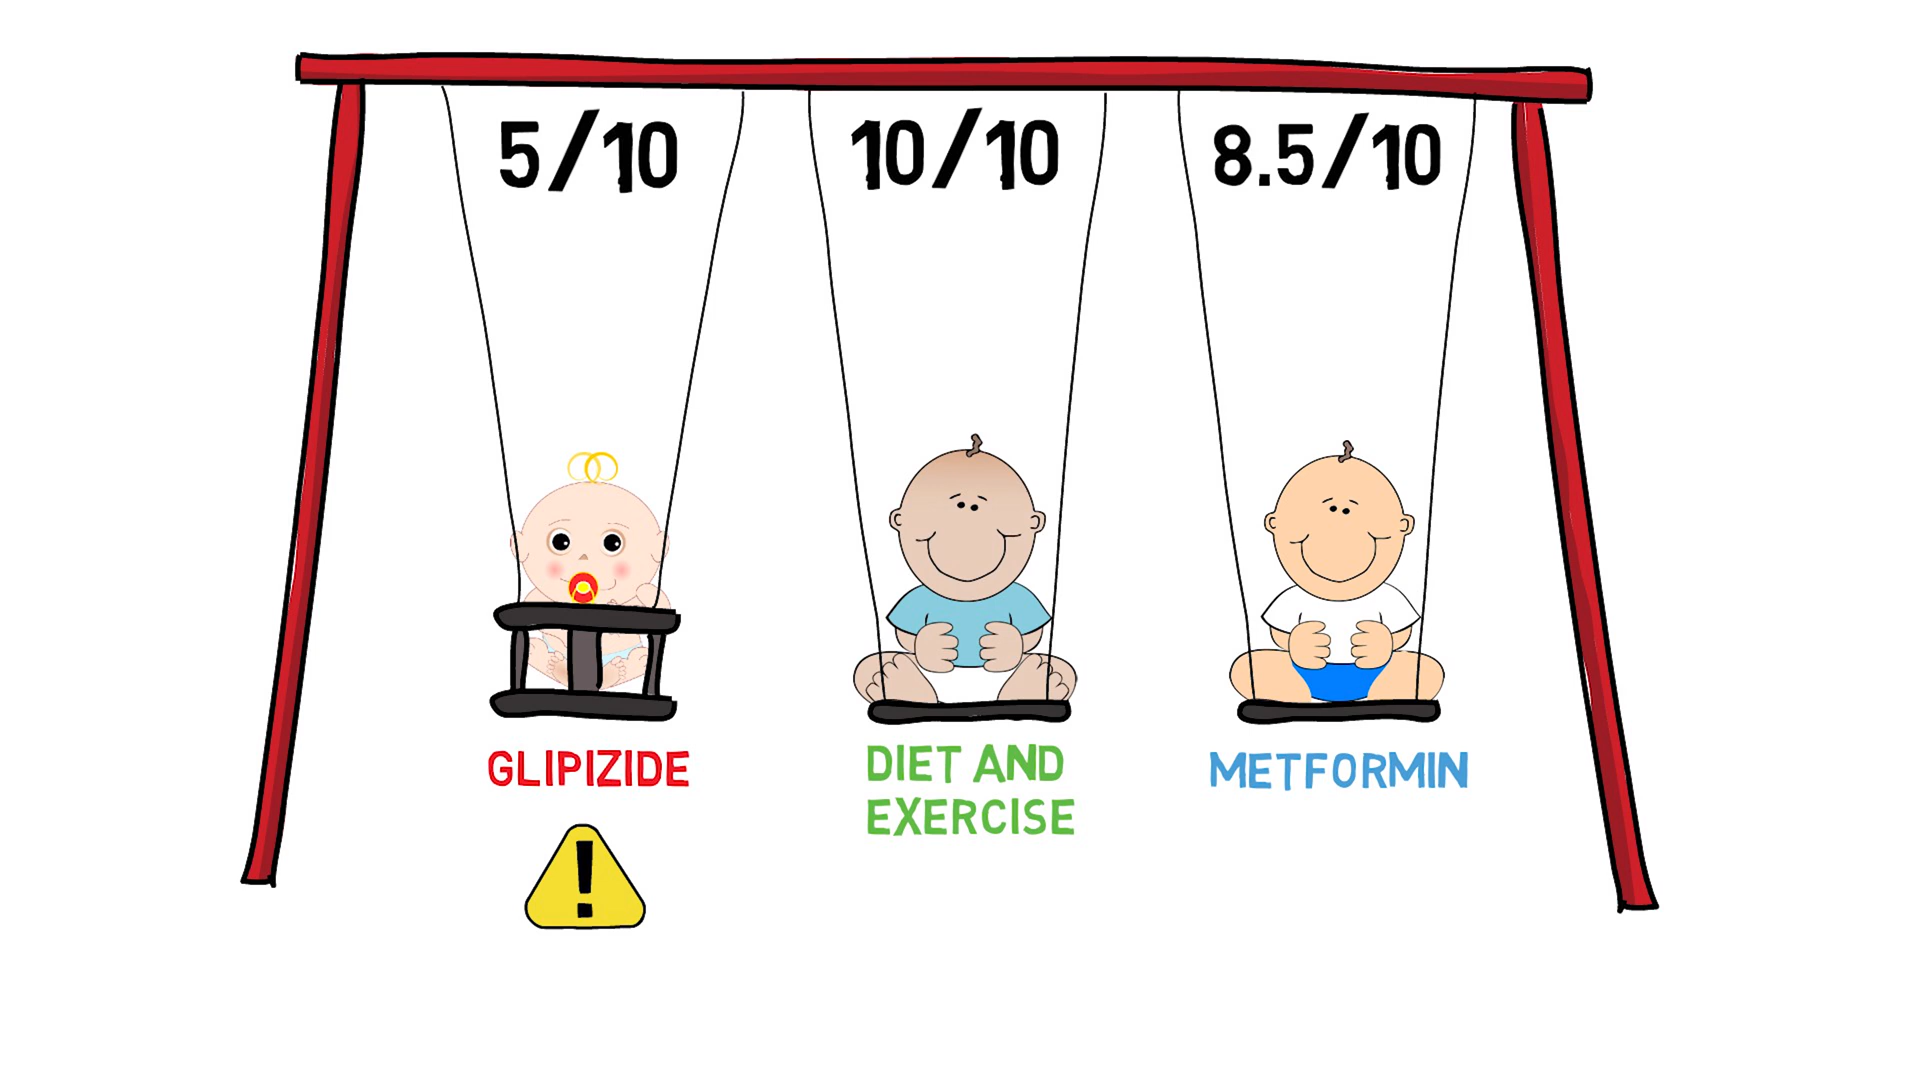 5/10
10/10
8.5/10
GLIPIZIDE
DIET AND
EXERCISE
METFORMIN
!